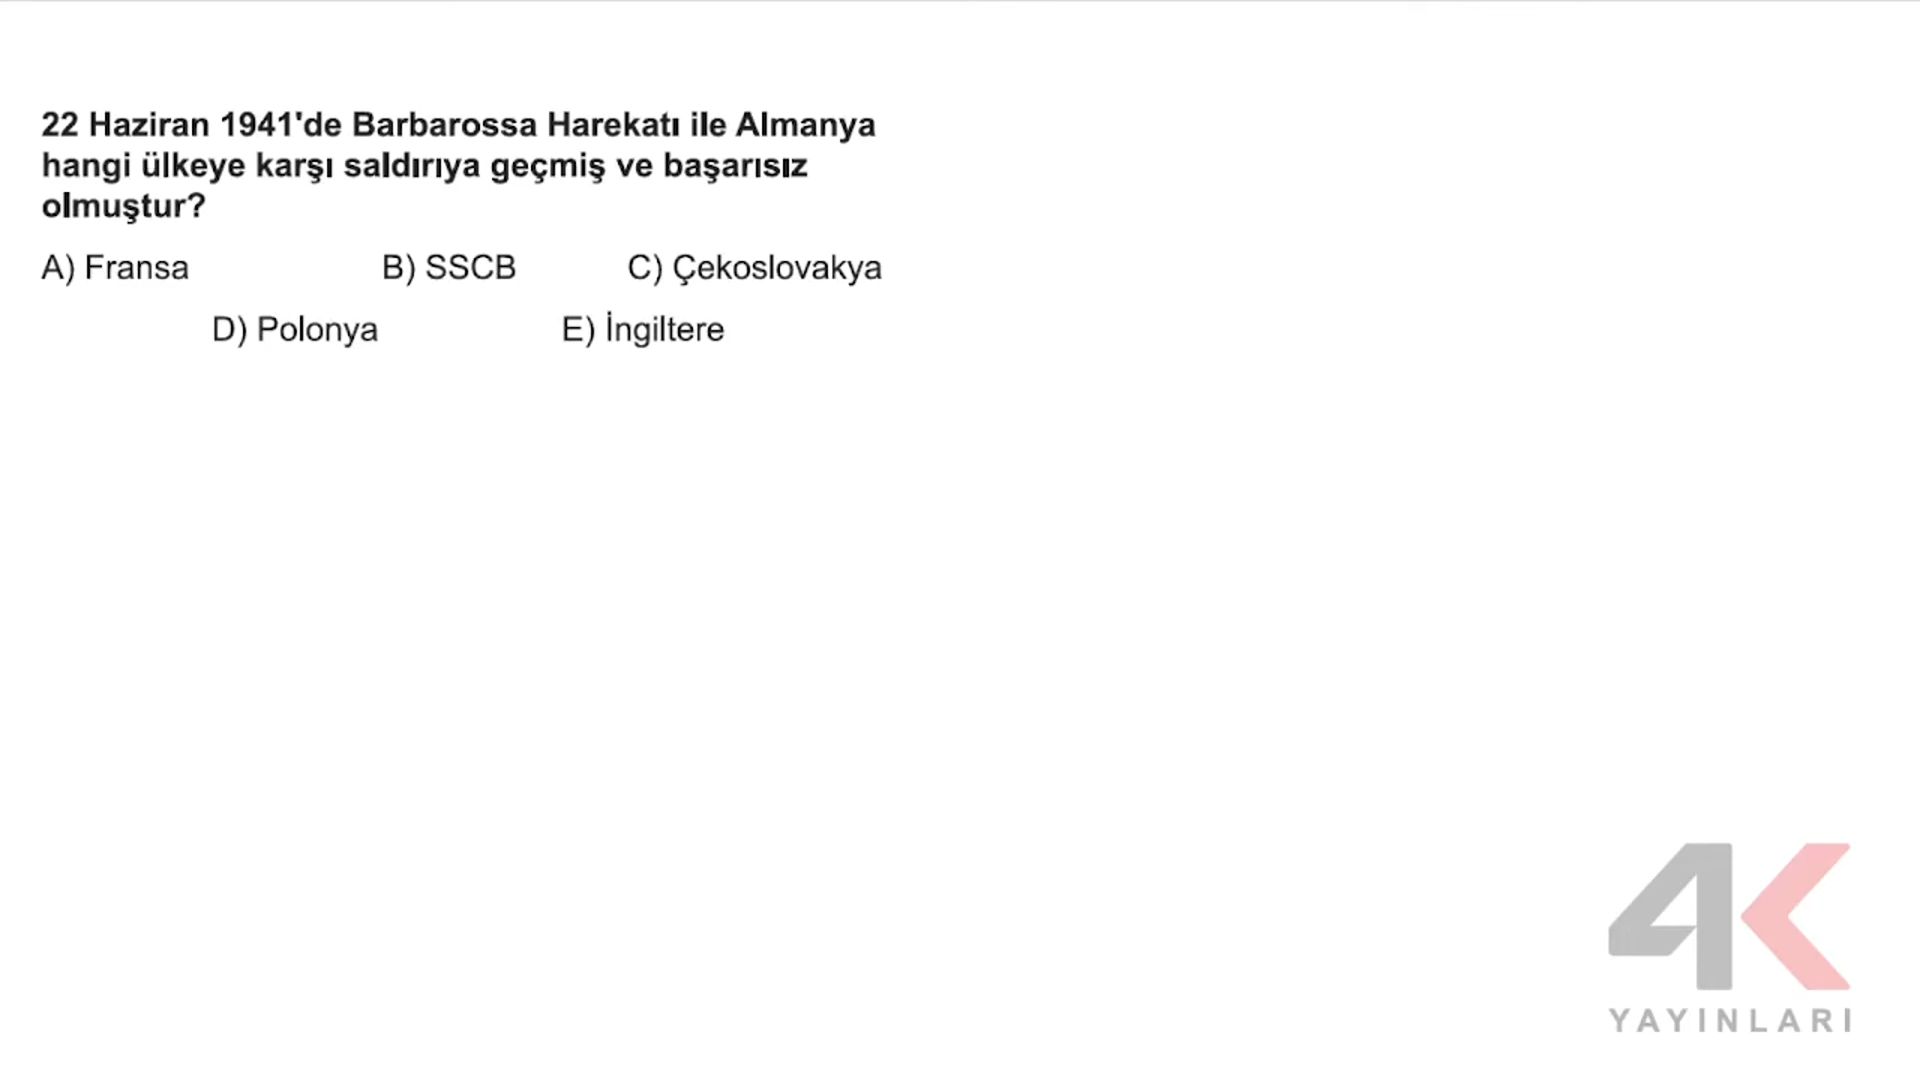 22 Haziran 1941'de Barbarossa Harekatı ile Almanya
hangi ülkeye karşı saldırıya geçmiş ve başarısız
olmuştur?
A) Fransa B) SSCB C) Çekoslovakya
D) Polonya E) İngiltere
4K
YAYINLARI